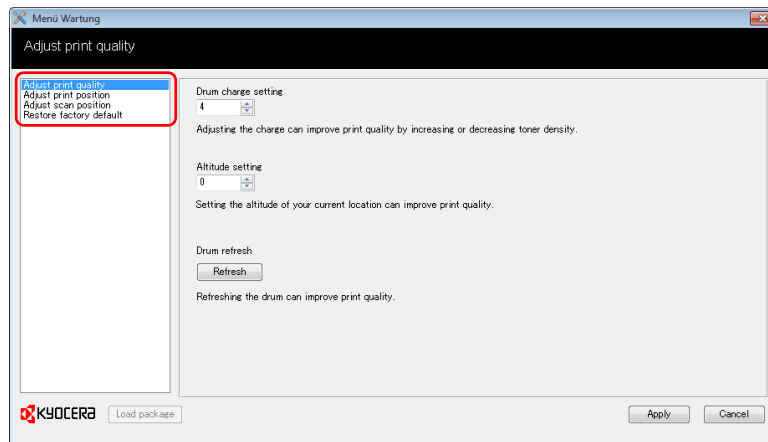 Menü Wartung
Adjust print quality
Adjust print quality
Adjust print position
Adjust scan position
Restore factory default
Drum charge setting
4
Adjusting the charge can improve print quality by increasing or decreasing toner density.
Altitude setting
0
Setting the altitude of your current location can improve print quality.
Drum refresh
Refresh
Refreshing the drum can improve print quality.
KYOCERA Load package Apply Cancel